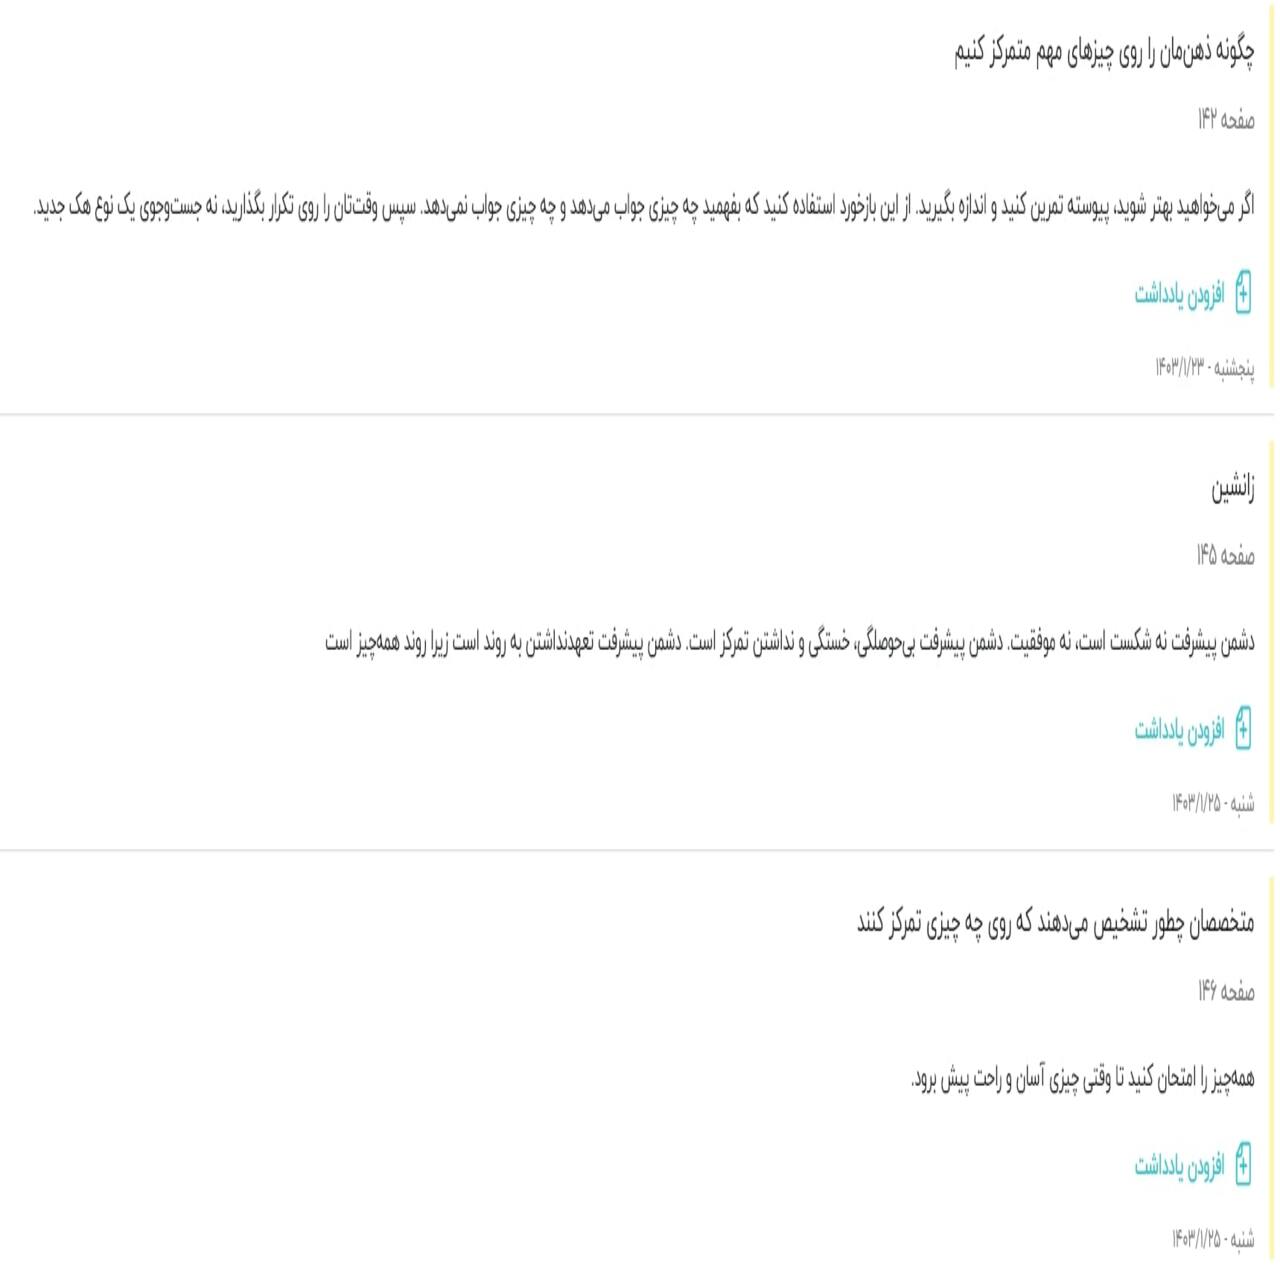 چگونه ذهن‌مان را روی چیزهای مهم متمرکز کنیم
صفحه ۱۴۲
اگر می‌خواهید بهتر شوید، پیوسته تمرین کنید و اندازه بگیرید. از این بازخورد استفاده کنید که بفهمید چه چیزی جواب می‌دهد و چه چیزی جواب نمی‌دهد. سپس وقت‌تان را روی تکرار بگذارید، نه جست‌وجوی یک نوع هک جدید.
افزودن یادداشت
پنجشنبه - ۱۴۰۳/۱/۲۳
زانشین
صفحه ۱۴۵
دشمن پیشرفت نه شکست است، نه موفقیت. دشمن پیشرفت بی‌حوصلگی، خستگی و نداشتن تمرکز است. دشمن پیشرفت تعهدنداشتن به روند است زیرا روند همه‌چیز است
افزودن یادداشت
شنبه - ۱۴۰۳/۱/۲۵
متخصصان چطور تشخیص می‌دهند که روی چه چیزی تمرکز کنند
صفحه ۱۴۶
همه‌چیز را امتحان کنید تا وقتی چیزی آسان و راحت پیش برود.
افزودن یادداشت
شنبه - ۱۴۰۳/۱/۲۵